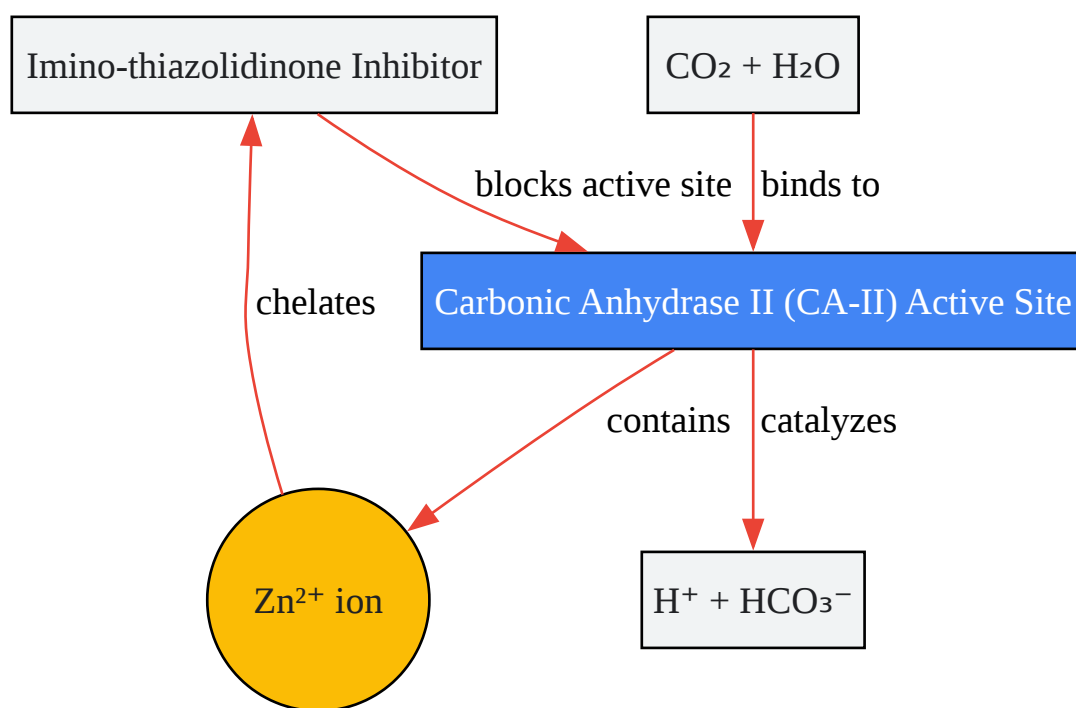 Imino-thiazolidinone Inhibitor
CO₂ + H₂O
blocks active site
binds to
chelates
Carbonic Anhydrase II (CA-II) Active Site
contains
catalyzes
Zn²⁺ ion
H⁺ + HCO₃⁻